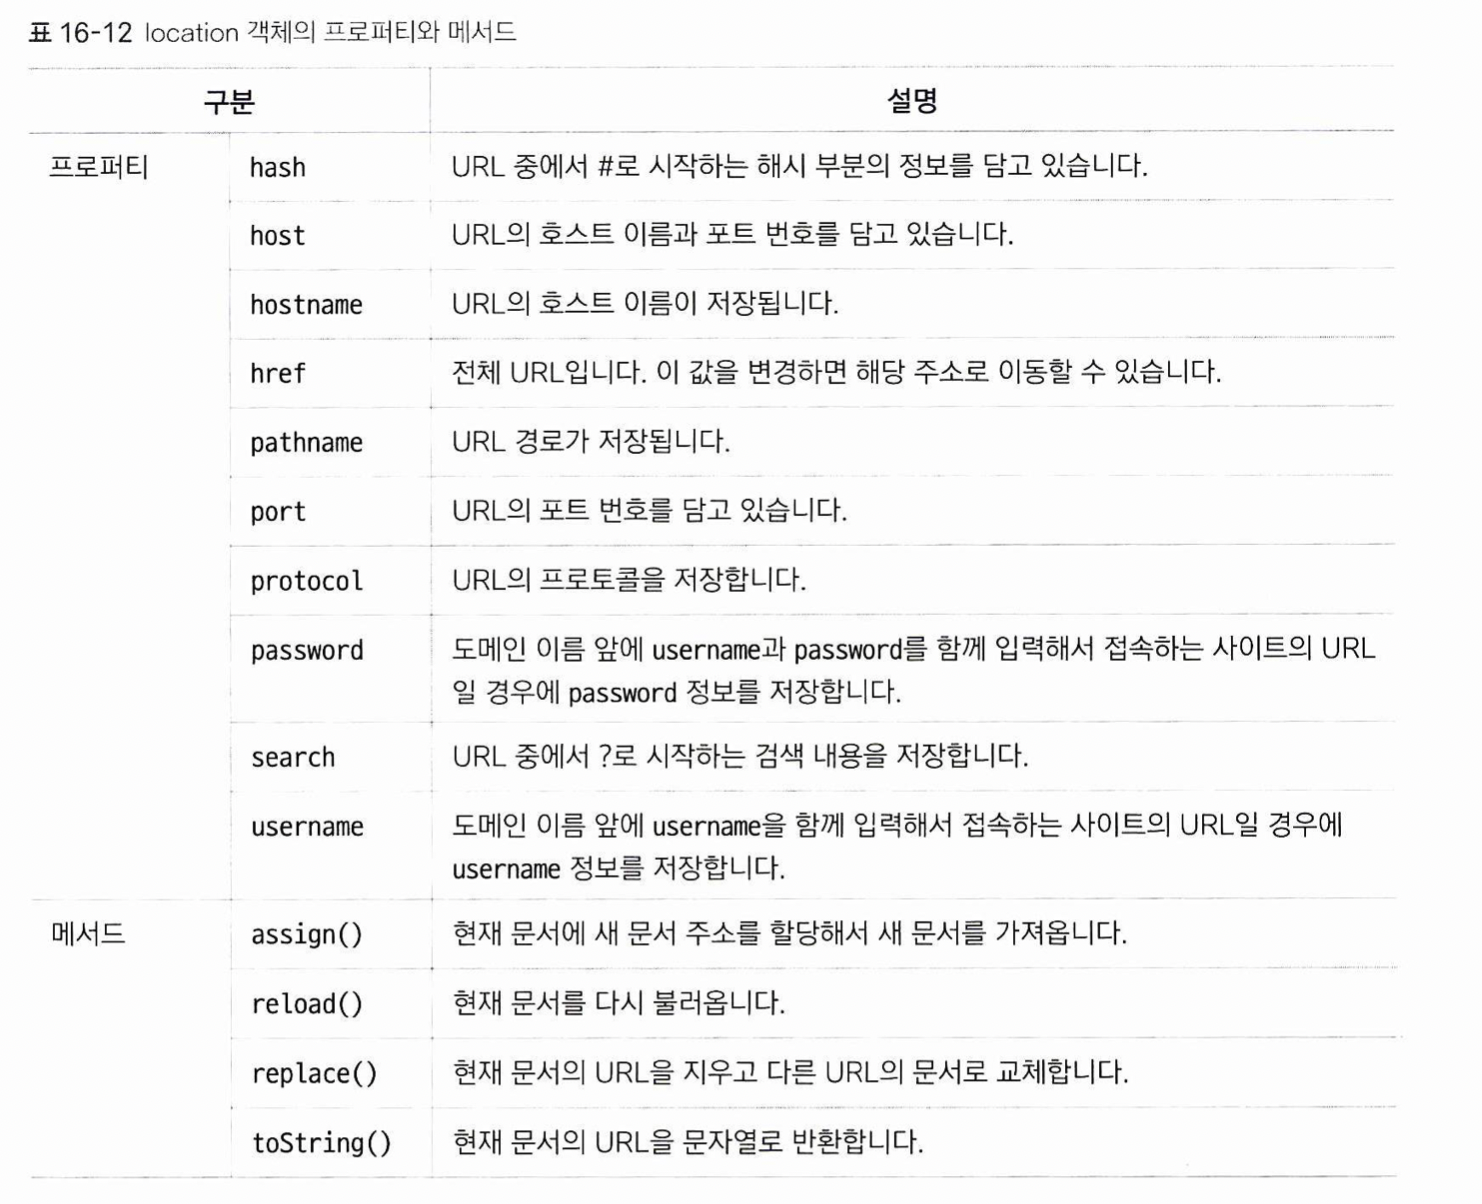 표 16-12 location 객체의 프로퍼티와 메서드
구분 설명
프로퍼티 hash URL 중에서 #로 시작하는 해시 부분의 정보를 담고 있습니다.
host URL의 호스트 이름과 포트 번호를 담고 있습니다.
hostname URL의 호스트 이름이 저장됩니다.
href 전체 URL입니다. 이 값을 변경하면 해당 주소로 이동할 수 있습니다.
pathname URL 경로가 저장됩니다.
port URL의 포트 번호를 담고 있습니다.
protocol URL의 프로토콜을 저장합니다.
password 도메인 이름 앞에 username과 password를 함께 입력해서 접속하는 사이트의 URL
일 경우에 password 정보를 저장합니다.
search URL 중에서 ?로 시작하는 검색 내용을 저장합니다.
username 도메인 이름 앞에 username을 함께 입력해서 접속하는 사이트의 URL일 경우에
username 정보를 저장합니다.
메서드 assign() 현재 문서에 새 문서 주소를 할당해서 새 문서를 가져옵니다.
reload() 현재 문서를 다시 불러옵니다.
replace() 현재 문서의 URL을 지우고 다른 URL의 문서로 교체합니다.
toString() 현재 문서의 URL을 문자열로 반환합니다.